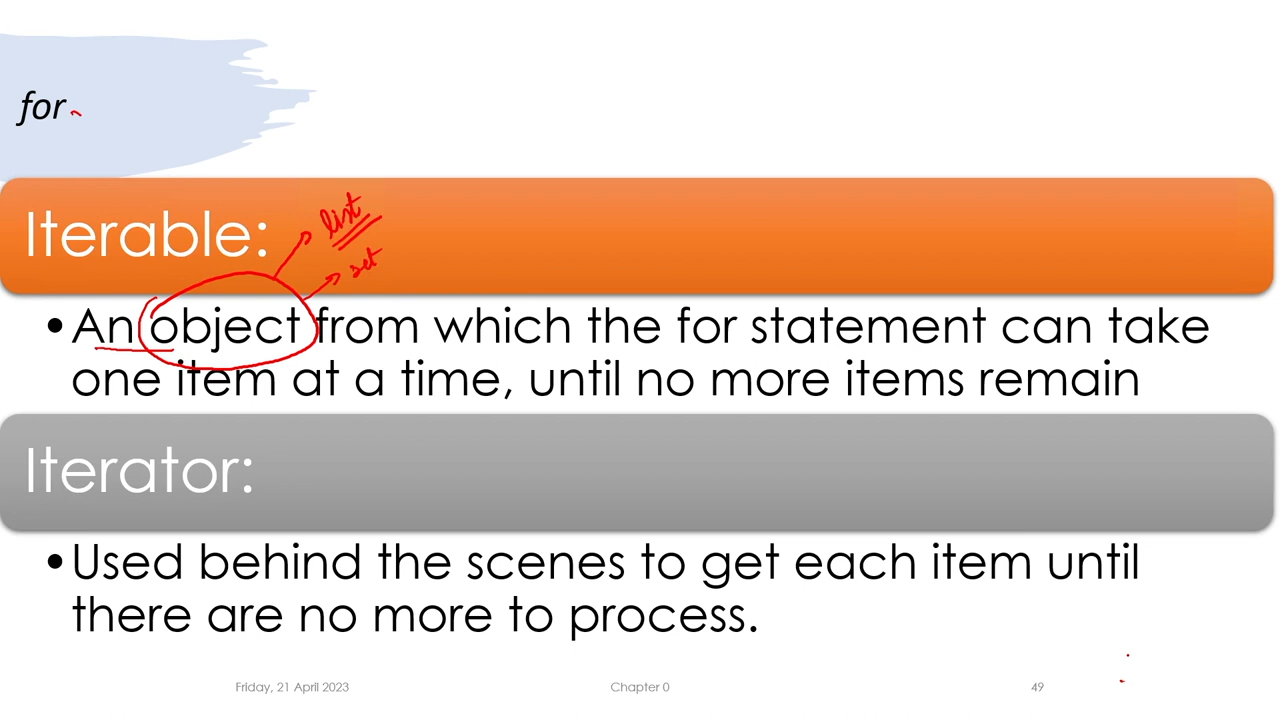 for
Iterable:
list
set
•An object from which the for statement can take
one item at a time, until no more items remain
Iterator:
•Used behind the scenes to get each item until
there are no more to process.
Friday, 21 April 2023 Chapter 0 49